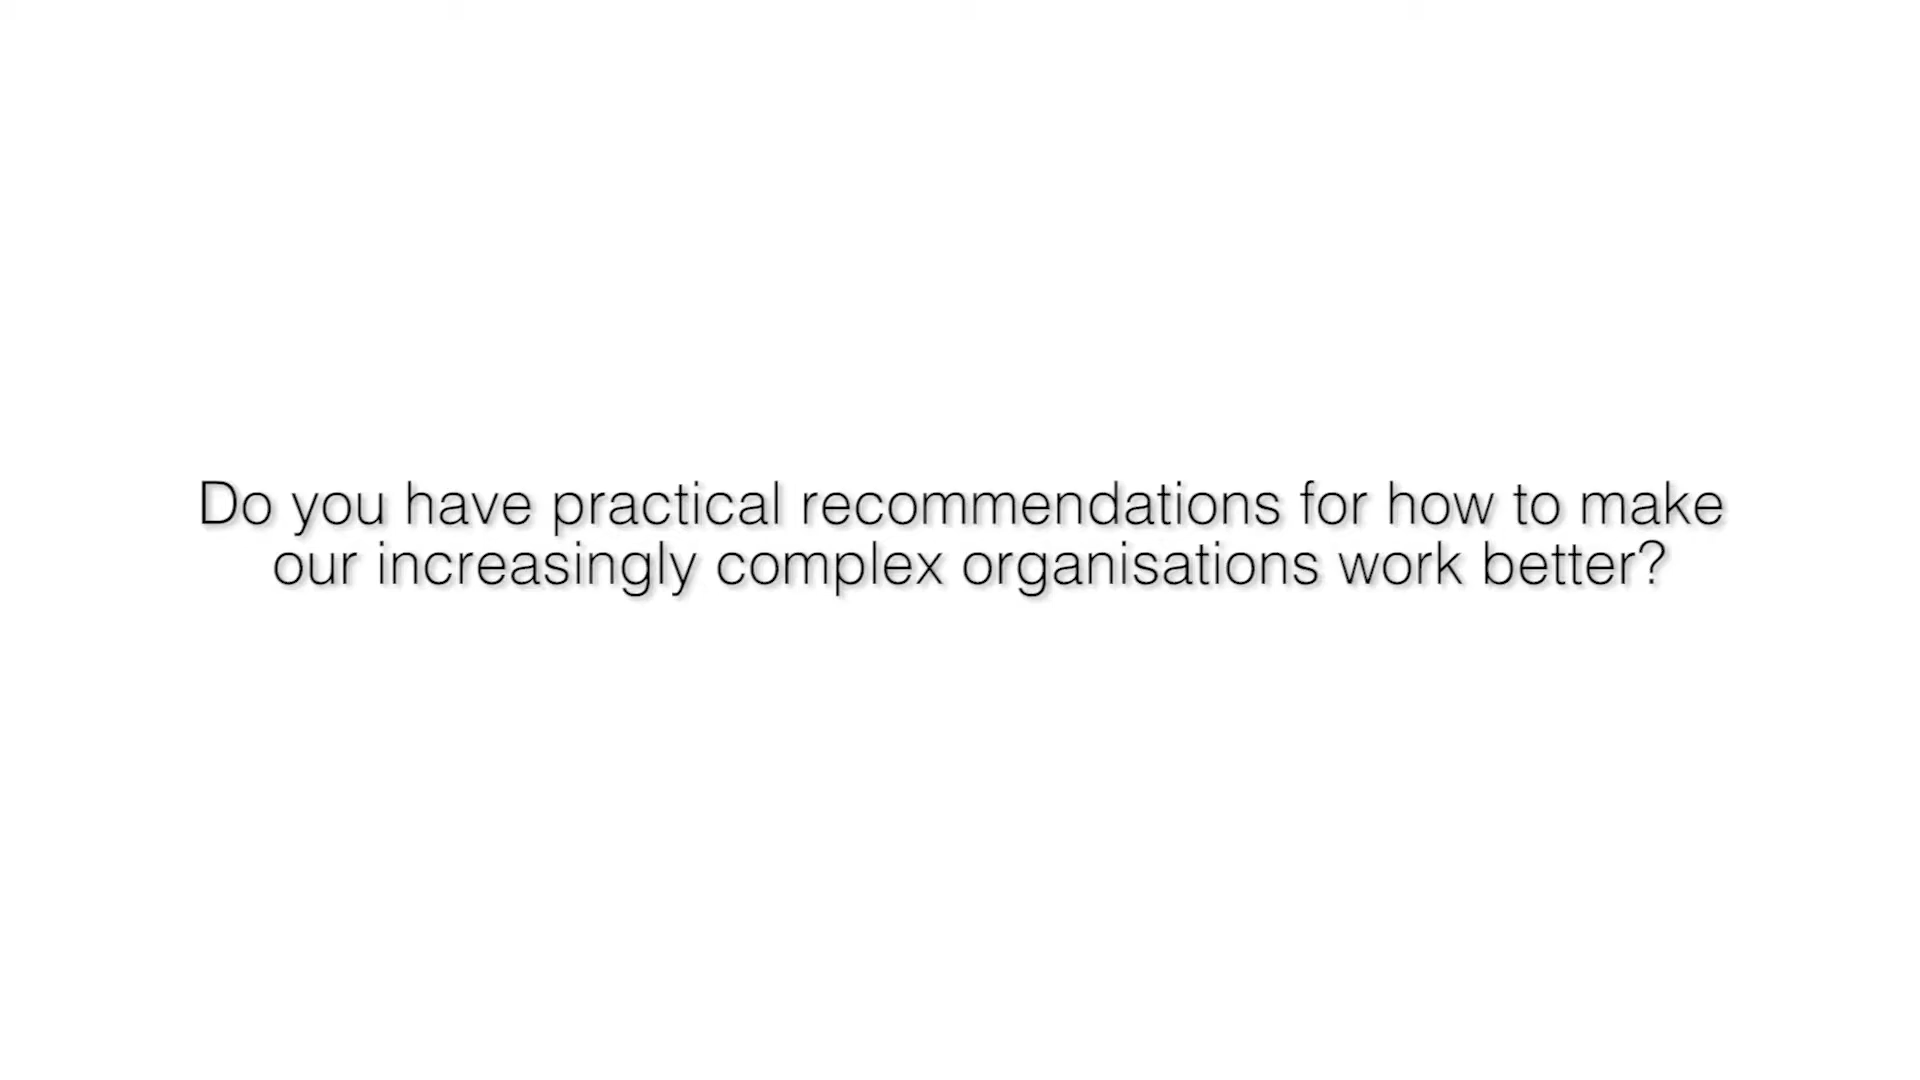 Do you have practical recommendations for how to make
our increasingly complex organisations work better?